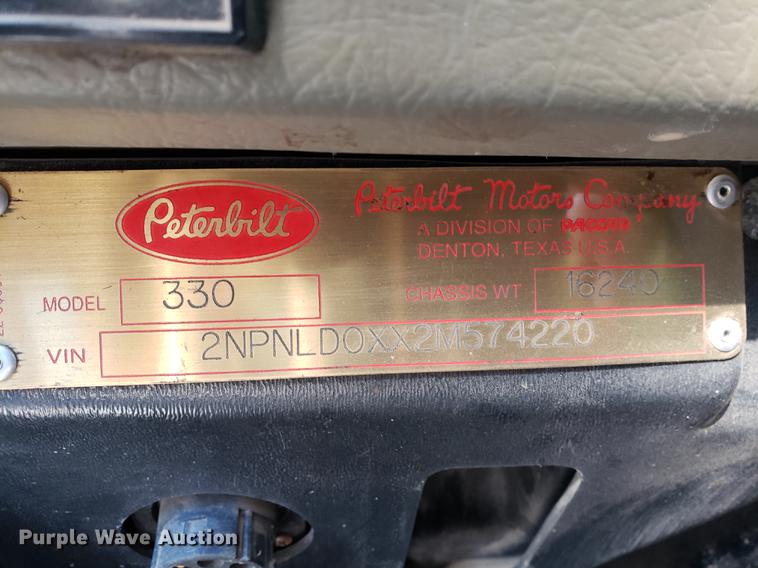 Peterbilt
Peterbilt Motors Company
A DIVISION OF PACCAR
DENTON, TEXAS U.S.A.
MODEL 330
CHASSIS WT 16240
VIN 2NPNLD0XX2M574220
Purple Wave Auction